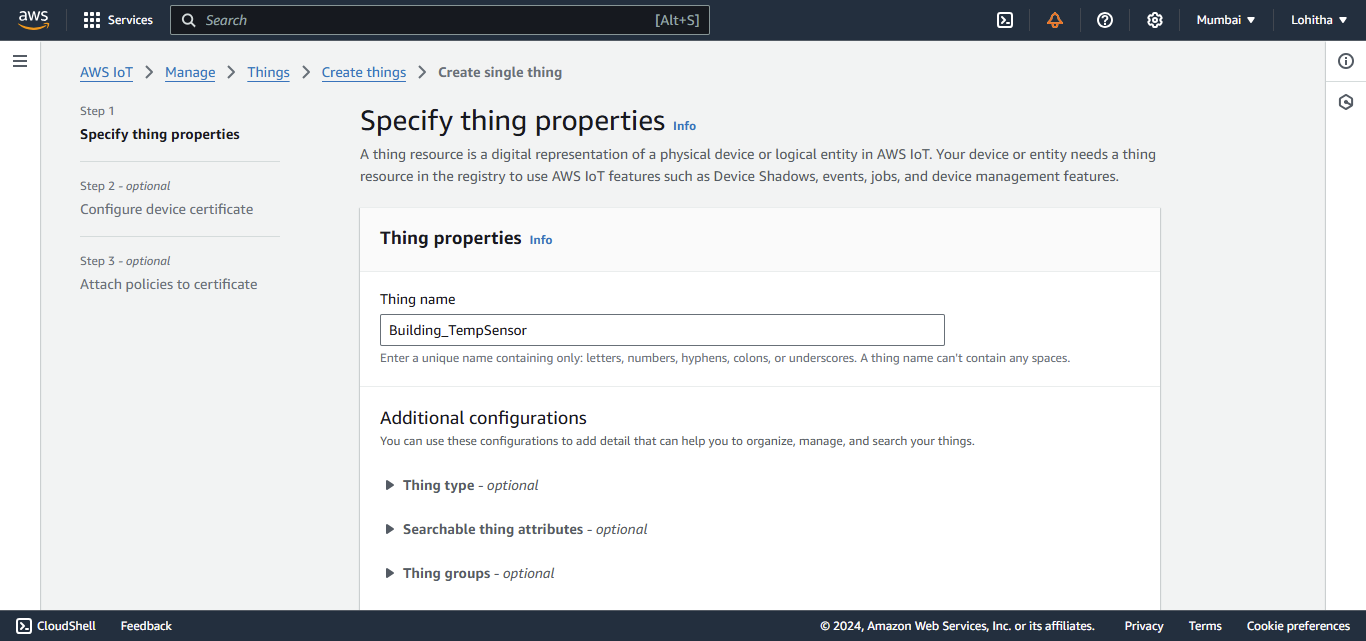 aws
Services
Search
[Alt+S]
Mumbai
Lohitha
AWS IoT
Manage
Things
Create things
Create single thing
Step 1
Specify thing properties
Step 2 - optional
Configure device certificate
Step 3 - optional
Attach policies to certificate
Specify thing properties Info
A thing resource is a digital representation of a physical device or logical entity in AWS IoT. Your device or entity needs a thing
resource in the registry to use AWS IoT features such as Device Shadows, events, jobs, and device management features.
Thing properties Info
Thing name
Building_TempSensor
Enter a unique name containing only: letters, numbers, hyphens, colons, or underscores. A thing name can't contain any spaces.
Additional configurations
You can use these configurations to add detail that can help you to organize, manage, and search your things.
Thing type - optional
Searchable thing attributes - optional
Thing groups - optional
CloudShell
Feedback
© 2024, Amazon Web Services, Inc. or its affiliates.
Privacy
Terms
Cookie preferences